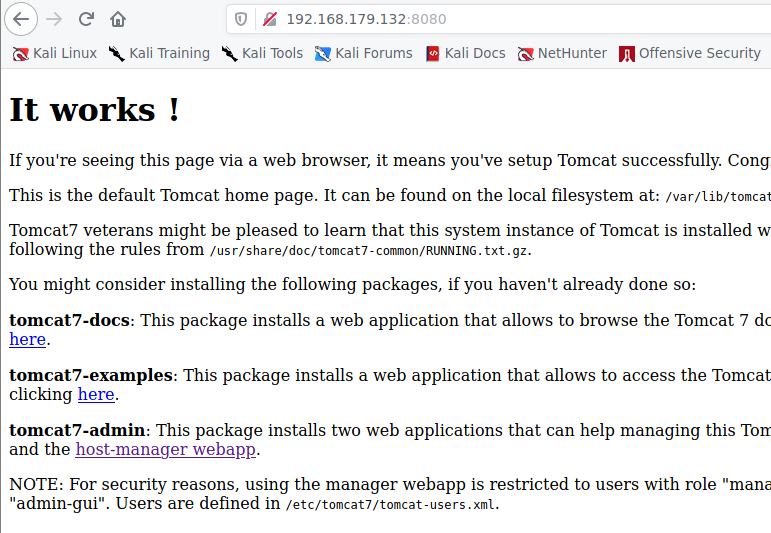 192.168.179.132:8080
Kali Linux Kali Training Kali Tools Kali Forums Kali Docs NetHunter Offensive Security
It works !
If you're seeing this page via a web browser, it means you've setup Tomcat successfully.
This is the default Tomcat home page. It can be found on the local filesystem at: /var/lib/tomcat
Tomcat7 veterans might be pleased to learn that this system instance of Tomcat is installed
following the rules from /usr/share/doc/tomcat7-common/RUNNING.txt.gz.
You might consider installing the following packages, if you haven't already done so:
tomcat7-docs: This package installs a web application that allows to browse the Tomcat 7
here.
tomcat7-examples: This package installs a web application that allows to access the Tomcat
clicking here.
tomcat7-admin: This package installs two web applications that can help managing this
and the host-manager webapp.
NOTE: For security reasons, using the manager webapp is restricted to users with role
"admin-gui". Users are defined in /etc/tomcat7/tomcat-users.xml.